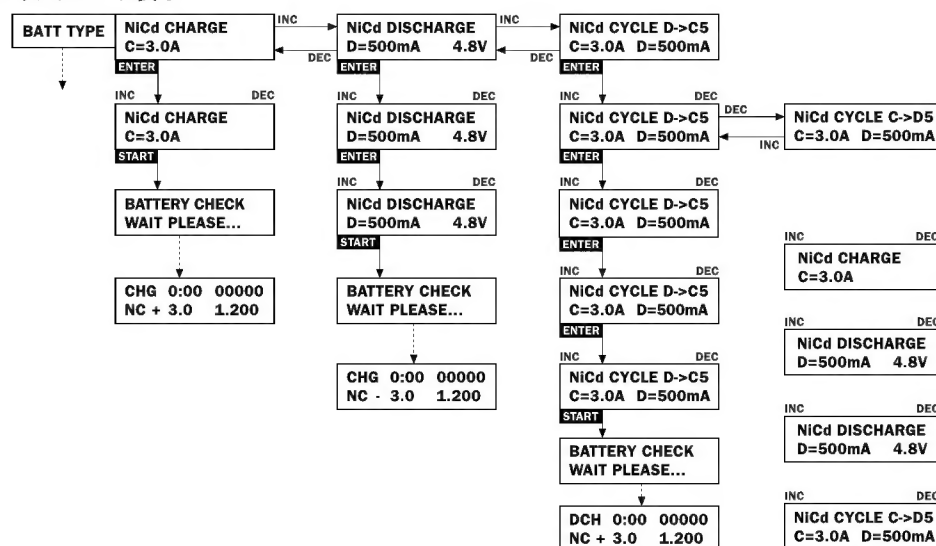 BATT TYPE
NiCd CHARGE
C=3.0A
ENTER
INC DEC
NiCd CHARGE
C=3.0A
START
BATTERY CHECK
WAIT PLEASE...
CHG 0:00 00000
NC + 3.0 1.200
INC
DEC
NiCd DISCHARGE
D=500mA 4.8V
ENTER
INC DEC
NiCd DISCHARGE
D=500mA 4.8V
ENTER
INC DEC
NiCd DISCHARGE
D=500mA 4.8V
START
BATTERY CHECK
WAIT PLEASE...
CHG 0:00 00000
NC - 3.0 1.200
INC
DEC
NiCd CYCLE D->C5
C=3.0A D=500mA
ENTER
INC DEC
NiCd CYCLE D->C5
C=3.0A D=500mA
ENTER
INC DEC
NiCd CYCLE D->C5
C=3.0A D=500mA
ENTER
INC DEC
NiCd CYCLE D->C5
C=3.0A D=500mA
ENTER
INC DEC
NiCd CYCLE D->C5
C=3.0A D=500mA
START
BATTERY CHECK
WAIT PLEASE...
DCH 0:00 00000
NC + 3.0 1.200
DEC
INC
NiCd CYCLE C->D5
C=3.0A D=500mA
INC DEC
NiCd CHARGE
C=3.0A
INC DEC
NiCd DISCHARGE
D=500mA 4.8V
INC DEC
NiCd DISCHARGE
D=500mA 4.8V
INC DEC
NiCd CYCLE C->D5
C=3.0A D=500mA